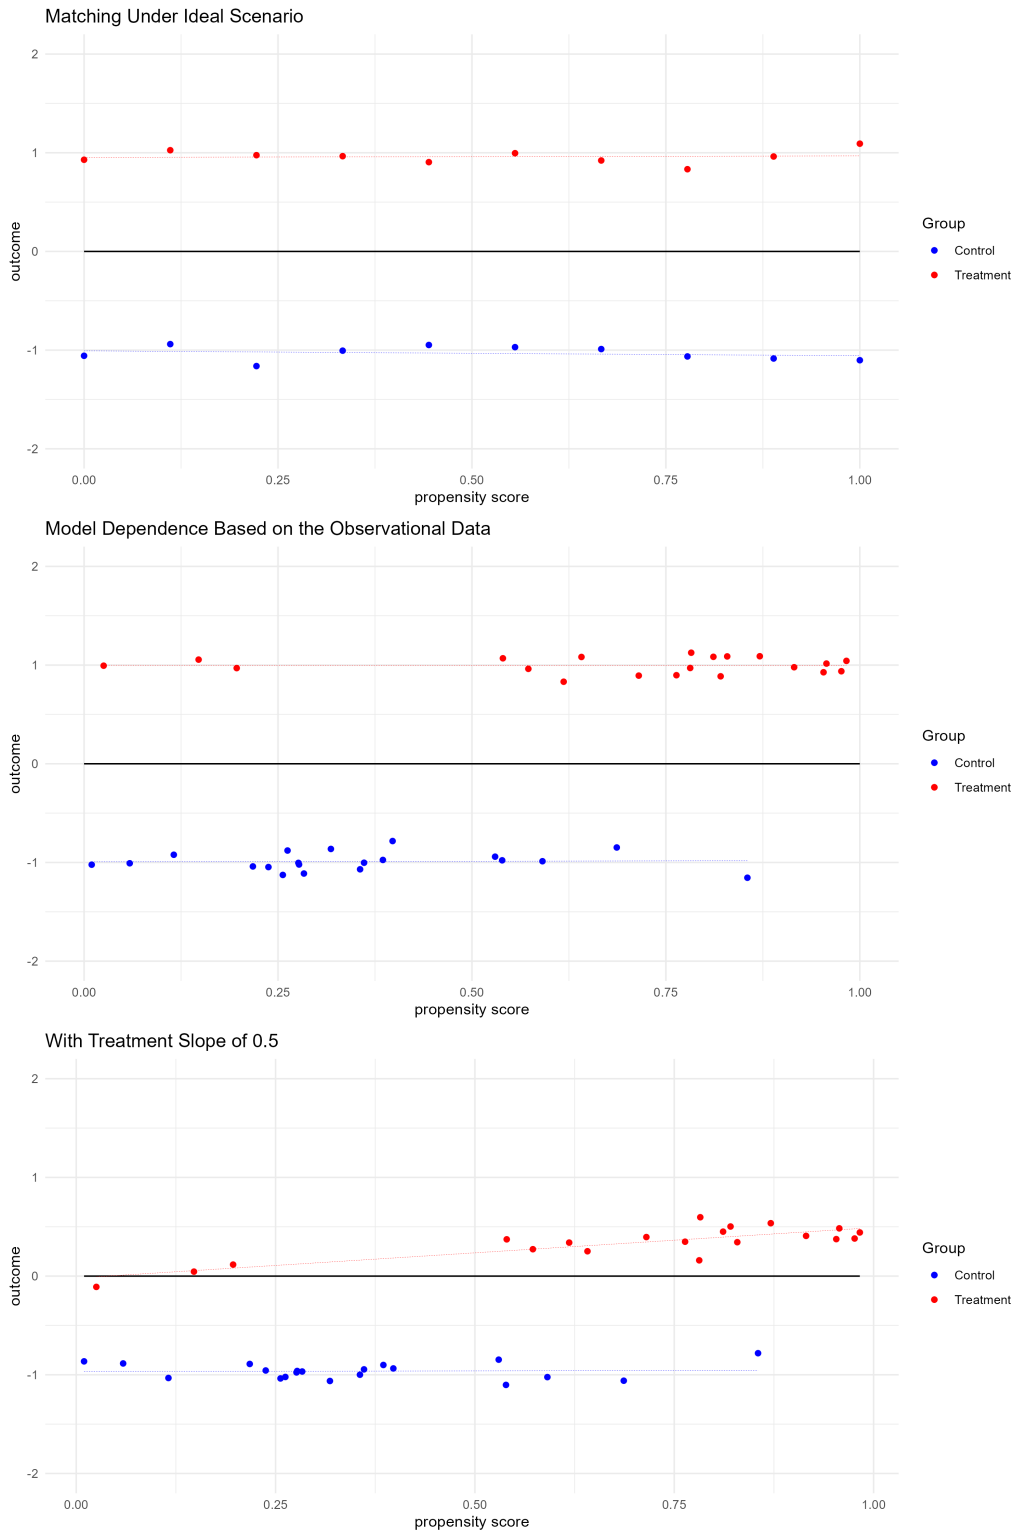 Matching Under Ideal Scenario
2
1
0
-1
-2
outcome
0.00 0.25 0.50 0.75 1.00
propensity score
Group
Control
Treatment
Model Dependence Based on the Observational Data
2
1
0
-1
-2
outcome
0.00 0.25 0.50 0.75 1.00
propensity score
Group
Control
Treatment
With Treatment Slope of 0.5
2
1
0
-1
-2
outcome
0.00 0.25 0.50 0.75 1.00
propensity score
Group
Control
Treatment